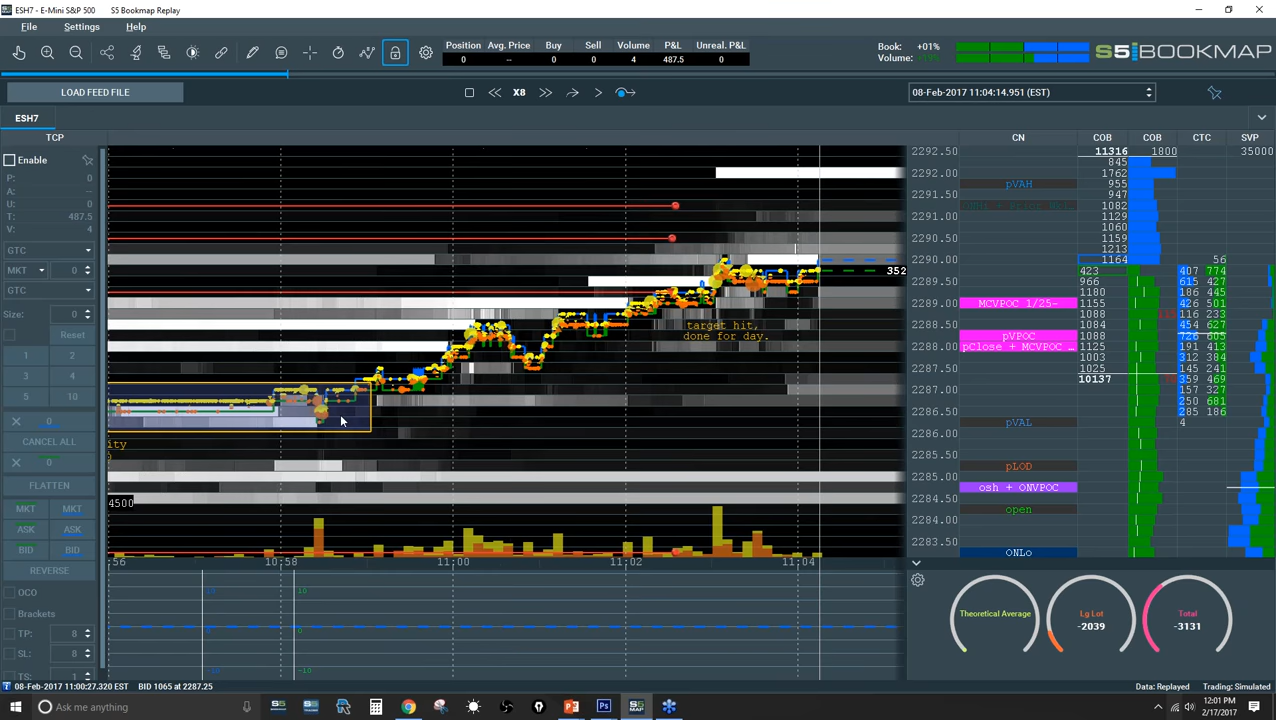 ESH7 - E-Mini S&P 500 S5 Bookmap Replay
File Settings Help
Position Avg. Price Buy Sell Volume P&L Unreal. P&L
0 -- 0 0 4 487.5 0
Book: +01%
Volume:
S5 BOOKMAP
LOAD FEED FILE
X8
08-Feb-2017 11:04:14.951 (EST)
ESH7
TCP
Enable
P: 0
A: --
U: 0
T: 487.5
V: 4
GTC
MKT 0
GTC 0
Size: 0
Reset
1 2
3 4
5 10
0
CANCEL ALL
0
FLATTEN
MKT MKT
ASK ASK
BID BID
REVERSE
OCO
Brackets
TP: 8
SL: 8
TS: 1
target hit,
done for day.
352
ity
4500
:56 10:58 11:00 11:02 11:04
10 10
0
-10
2292.50
2292.00
2291.50
2291.00
2290.50
2290.00
2289.50
2289.00
2288.50
2288.00
2287.50
2287.00
2286.50
2286.00
2285.50
2285.00
2284.50
2284.00
2283.50
CN
pVAH
MCVPOC 1/25-
pVPOC
pClose + MCVPOC ...
pVAL
pLOD
osh + ONVPOC
open
ONLo
COB COB CTC SVP
11316 1800 35000
845
1762
955
947
1082
1129
1060
1159
1213
1164 56
423 407 774
966 615 427
1180 186 445
1155 426 501
1088 116 233
1084 454 627
1088 726 605
1125 191 413
1003 312 384
1025 145 241
10137 359 469
157 327
250 681
285 186
4
Theoretical Average
Lg Lot
-2039
Total
-3131
08-Feb-2017 11:00:27.320 EST BID 1065 at 2287.25
Data: Replayed Trading: Simulated
Ask me anything
12:01 PM
2/17/2017